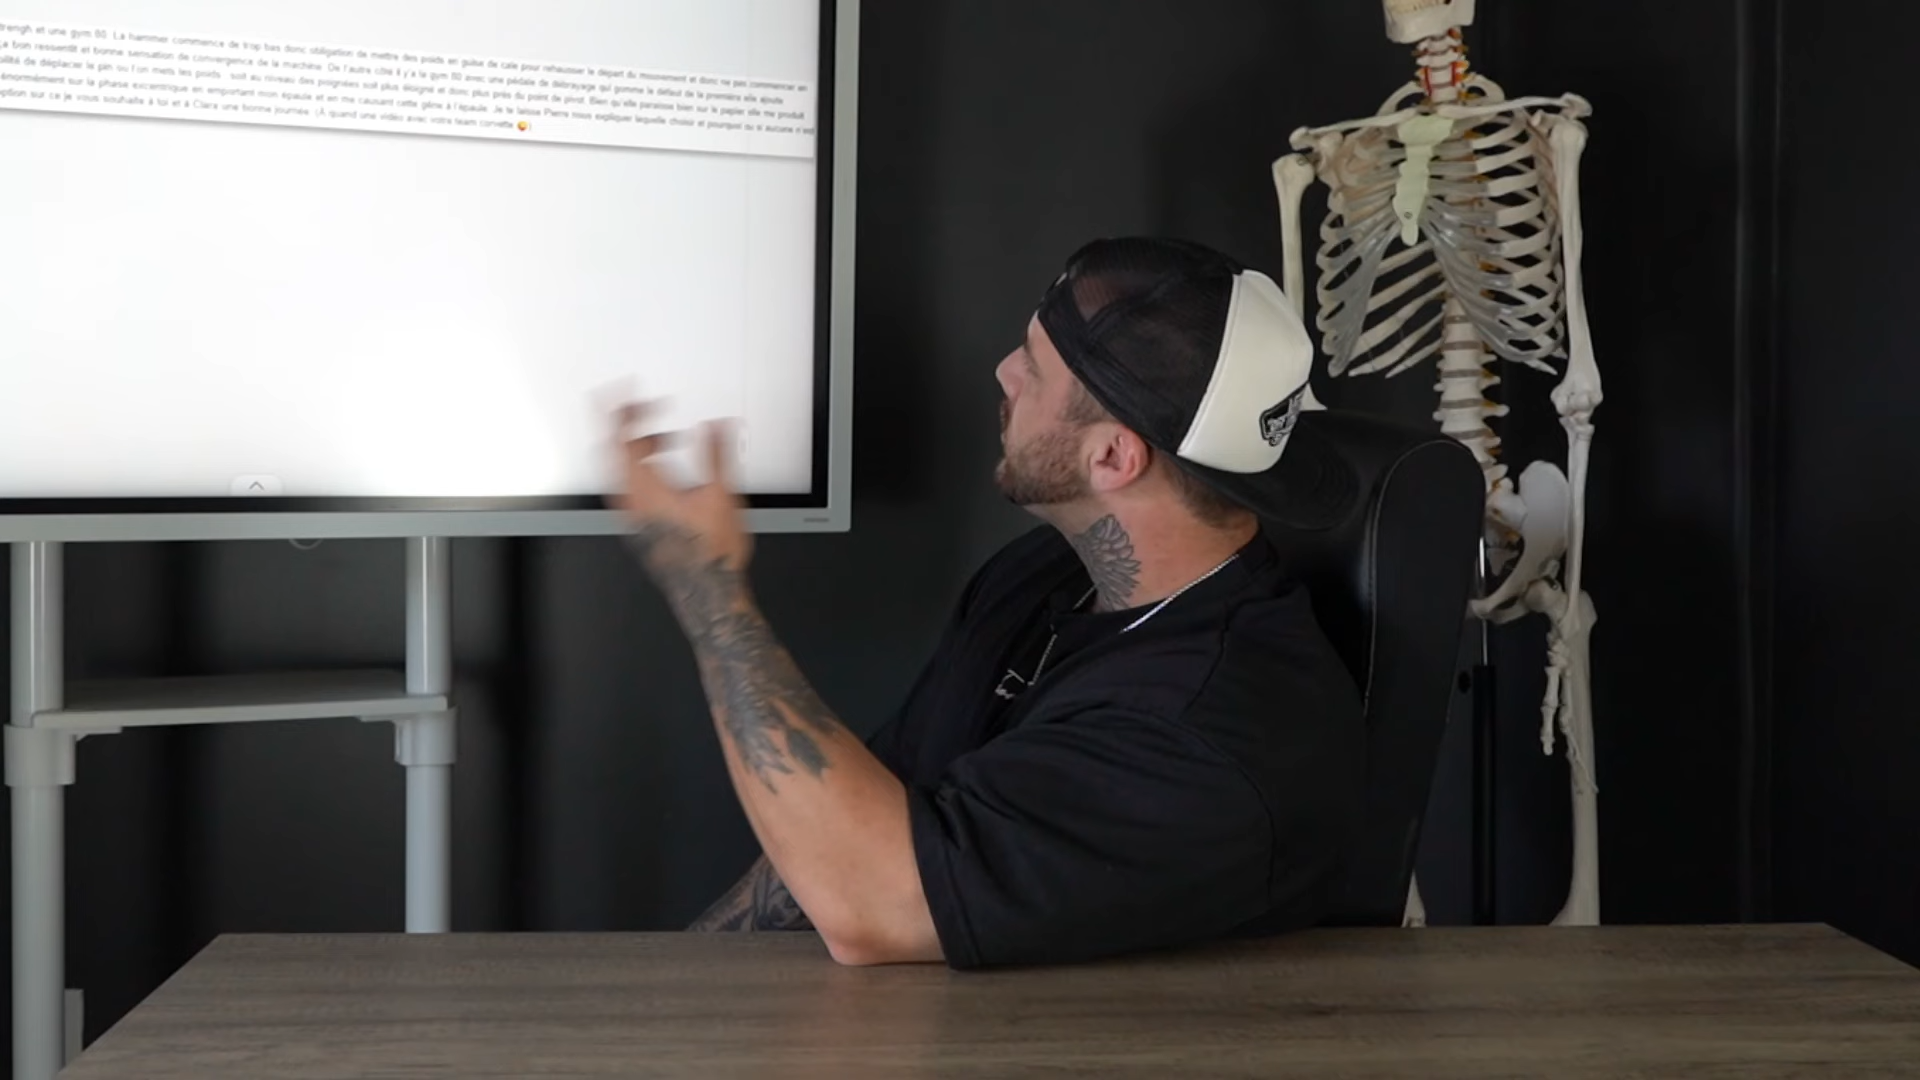 trengh et une gym 80. La hammer commence de trop bas donc obligation de mettre des poids en guise de cale pour rehausser le départ du mouvement et donc ne pas commencer en
e bon ressentit et bonne sensation de convergence de la machine. De l'autre côte il y'a la gym 80 avec une pédale de débrayage qui gomme le défaut de la première elle ajoute
bilité de déplacer le pin ou l'on mets les poids : soit au niveau des poignées soit plus éloigné et donc plus près du point de pivot. Bien qu'elle paraisse bien sur le papier elle me produit
énormément sur la phase excentrique en emportant mon épaule et en me causant cette gêne à l'épaule. Je te laisse Pierre nous expliquer laquelle choisir et pourquoi ou si aucune n'est
option sur ce je vous souhaite à toi et à Clara une bonne journée. (À quand une vidéo avec votre team corvette 😜)